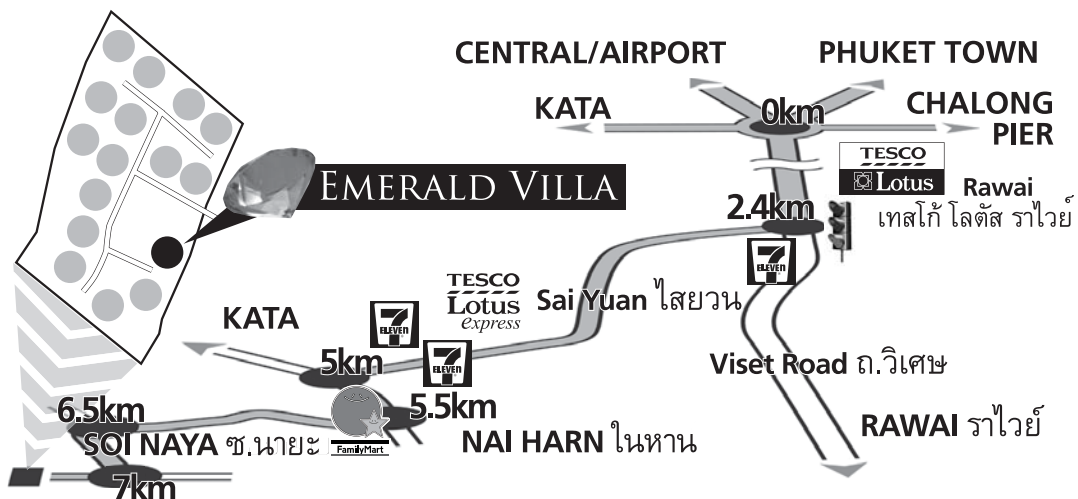 CENTRAL/AIRPORT
PHUKET TOWN
KATA
0km
CHALONG
PIER
TESCO
Lotus
Rawai
เทสโก้ โลตัส ราไวย์
EMERALD VILLA
2.4km
7
ELEVEN
TESCO
Lotus
express
Sai Yuan ไสยวน
KATA
7
ELEVEN
7
ELEVEN
5km
Viset Road ถ.วิเศษ
6.5km
5.5km
SOI NAYA ซ.นายะ
FamilyMart
NAI HARN ในหาน
RAWAI ราไวย์
7km